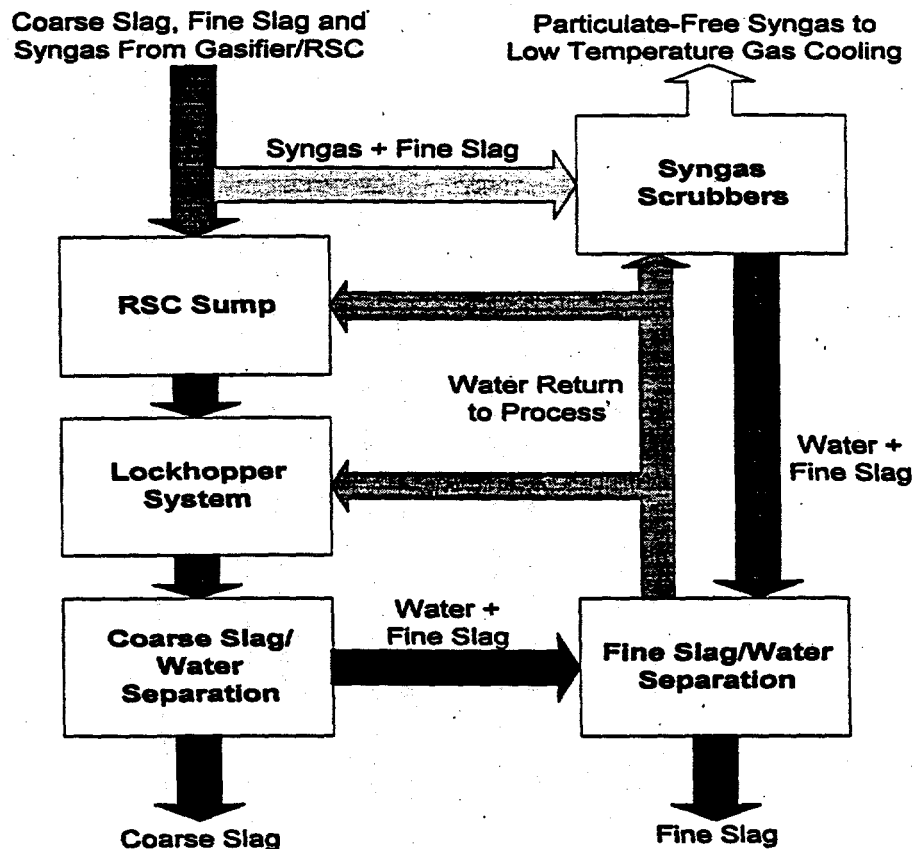 Coarse Slag, Fine Slag and
Syngas From Gasifier/RSC
Particulate-Free Syngas to
Low Temperature Gas Cooling
Syngas + Fine Slag
Syngas
Scrubbers
RSC Sump
Water Return
to Process
Water +
Fine Slag
Lockhopper
System
Coarse Slag/
Water
Separation
Water +
Fine Slag
Fine Slag/Water
Separation
Coarse Slag
Fine Slag